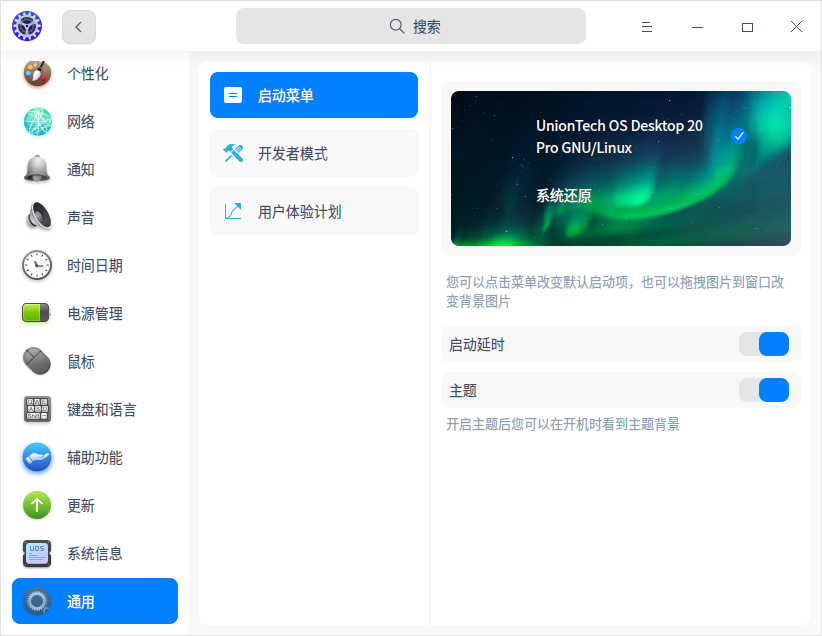 搜索
个性化
网络
通知
声音
时间日期
电源管理
鼠标
键盘和语言
辅助功能
更新
系统信息
通用
启动菜单
开发者模式
用户体验计划
UnionTech OS Desktop 20
Pro GNU/Linux
系统还原
您可以点击菜单改变默认启动项，也可以拖拽图片到窗口改
变背景图片
启动延时
主题
开启主题后您可以在开机时看到主题背景